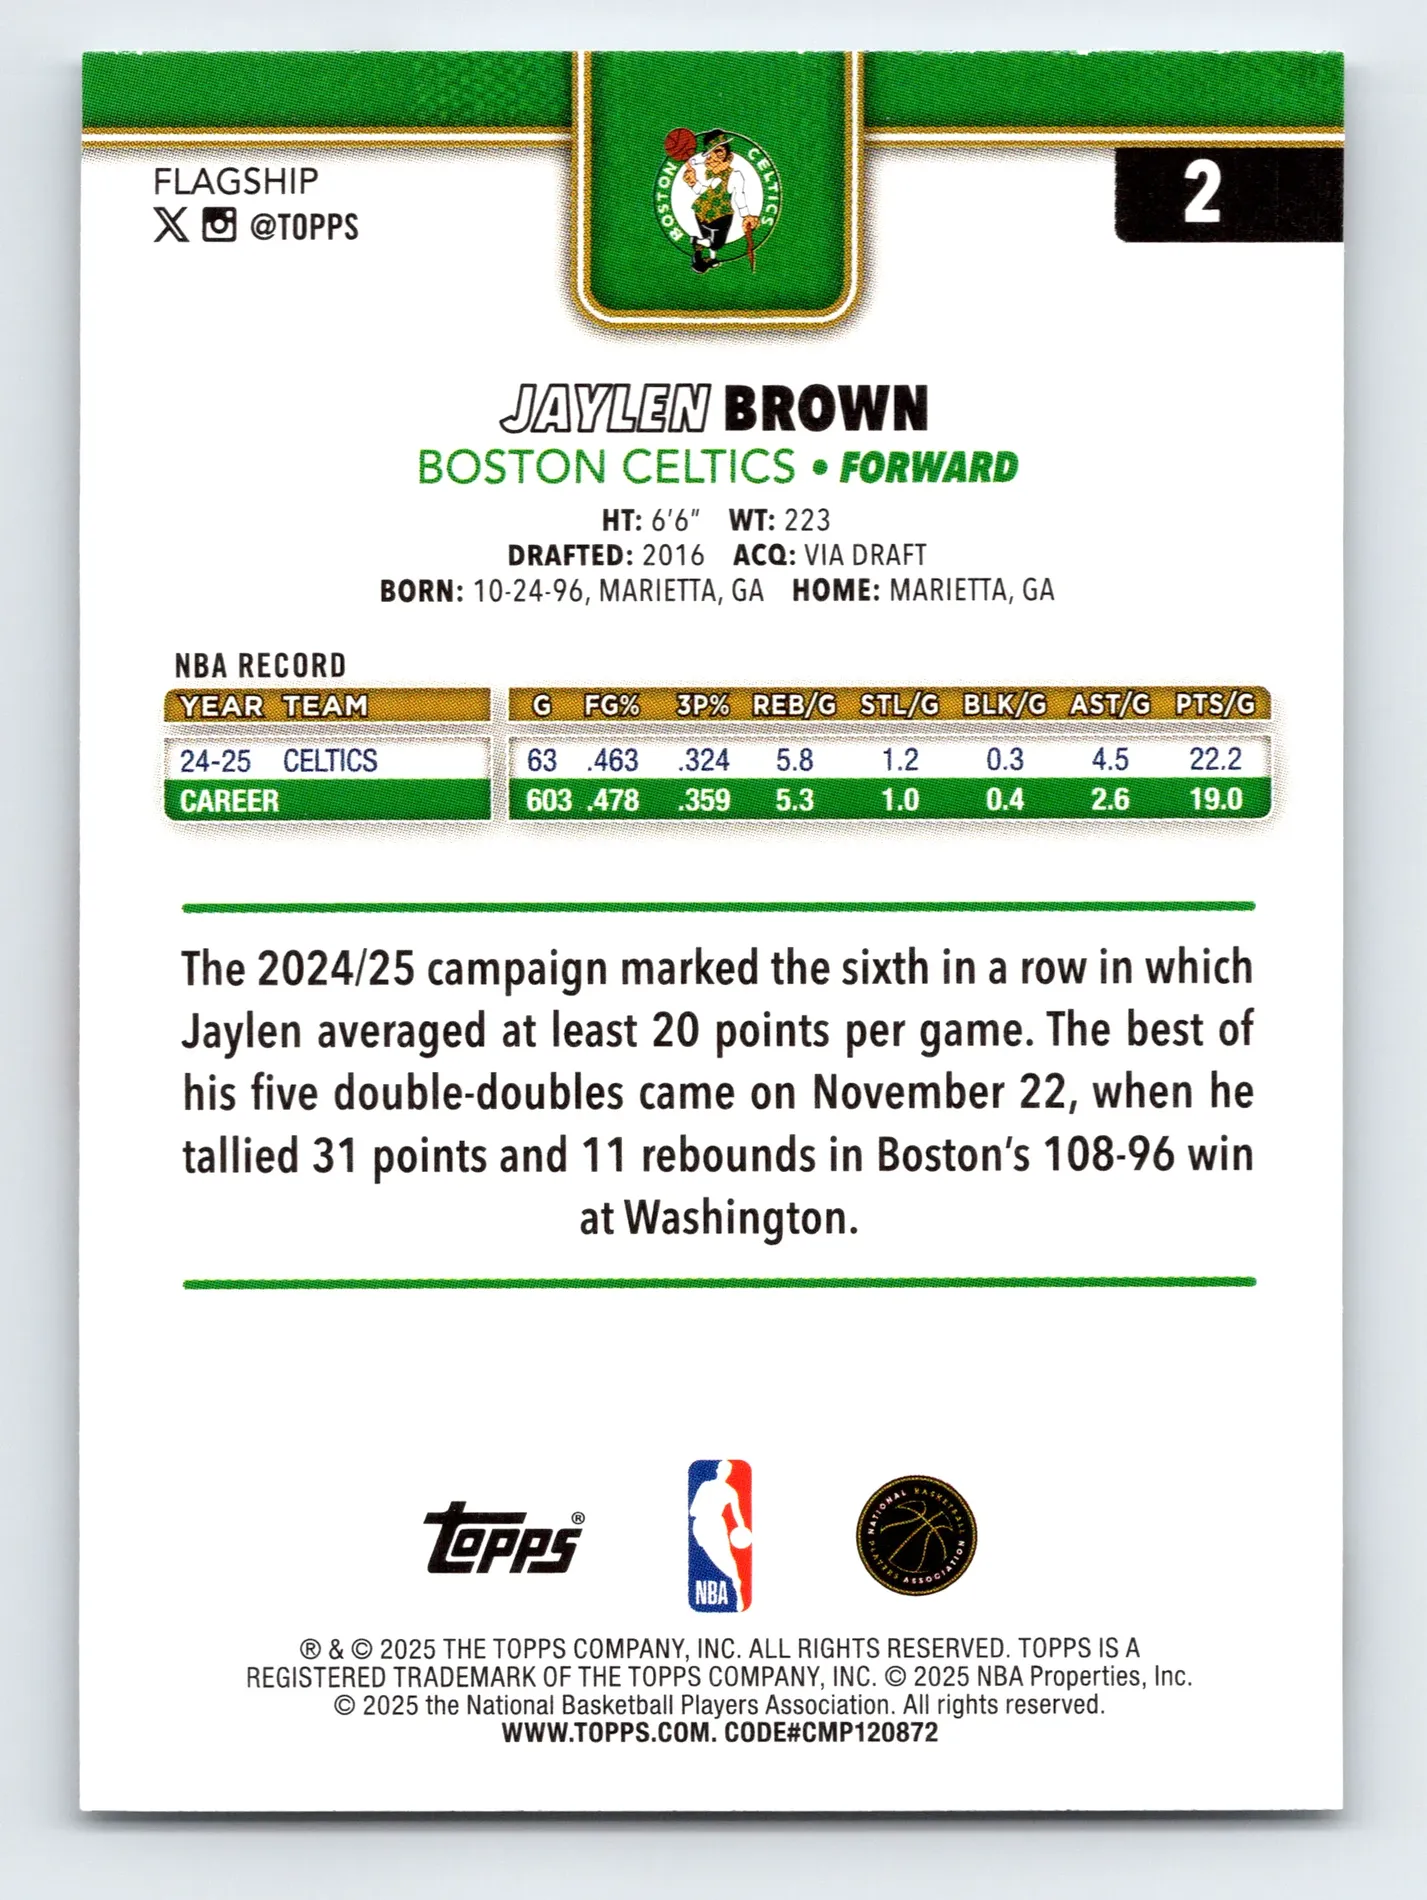 FLAGSHIP
@TOPPS
BOSTON CELTICS
2
JAYLEN BROWN
BOSTON CELTICS • FORWARD
HT: 6'6" WT: 223
DRAFTED: 2016 ACQ: VIA DRAFT
BORN: 10-24-96, MARIETTA, GA HOME: MARIETTA, GA
NBA RECORD
YEAR TEAM G FG% 3P% REB/G STL/G BLK/G AST/G PTS/G
24-25 CELTICS 63 .463 .324 5.8 1.2 0.3 4.5 22.2
CAREER 603 .478 .359 5.3 1.0 0.4 2.6 19.0
The 2024/25 campaign marked the sixth in a row in which
Jaylen averaged at least 20 points per game. The best of
his five double-doubles came on November 22, when he
tallied 31 points and 11 rebounds in Boston's 108-96 win
at Washington.
TOPPS®
NBA
NATIONAL BASKETBALL
PLAYERS ASSOCIATION
® & © 2025 THE TOPPS COMPANY, INC. ALL RIGHTS RESERVED. TOPPS IS A
REGISTERED TRADEMARK OF THE TOPPS COMPANY, INC. © 2025 NBA Properties, Inc.
© 2025 the National Basketball Players Association. All rights reserved.
WWW.TOPPS.COM. CODE#CMP120872